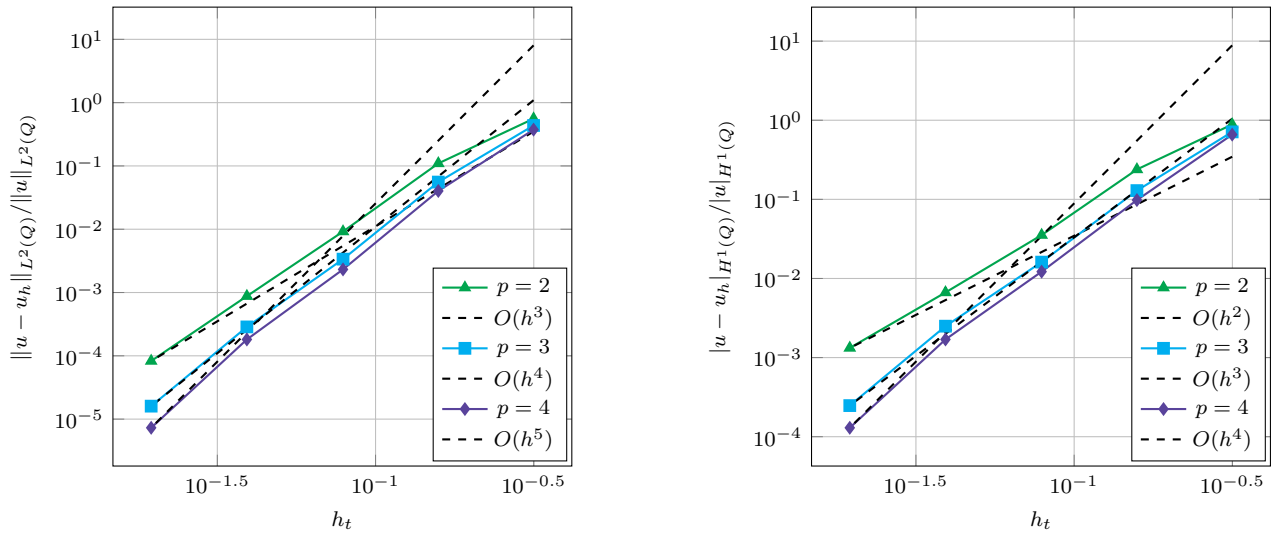 10^1
10^0
10^{-1}
10^{-2}
10^{-3}
10^{-4}
10^{-5}
‖u − u_h‖_{L^2(Q)}/‖u‖_{L^2(Q)}
p = 2
O(h^3)
p = 3
O(h^4)
p = 4
O(h^5)
10^{-1.5} 10^{-1} 10^{-0.5}
h_t
10^1
10^0
10^{-1}
10^{-2}
10^{-3}
10^{-4}
|u − u_h|_{H^1(Q)}/|u|_{H^1(Q)}
p = 2
O(h^2)
p = 3
O(h^3)
p = 4
O(h^4)
10^{-1.5} 10^{-1} 10^{-0.5}
h_t